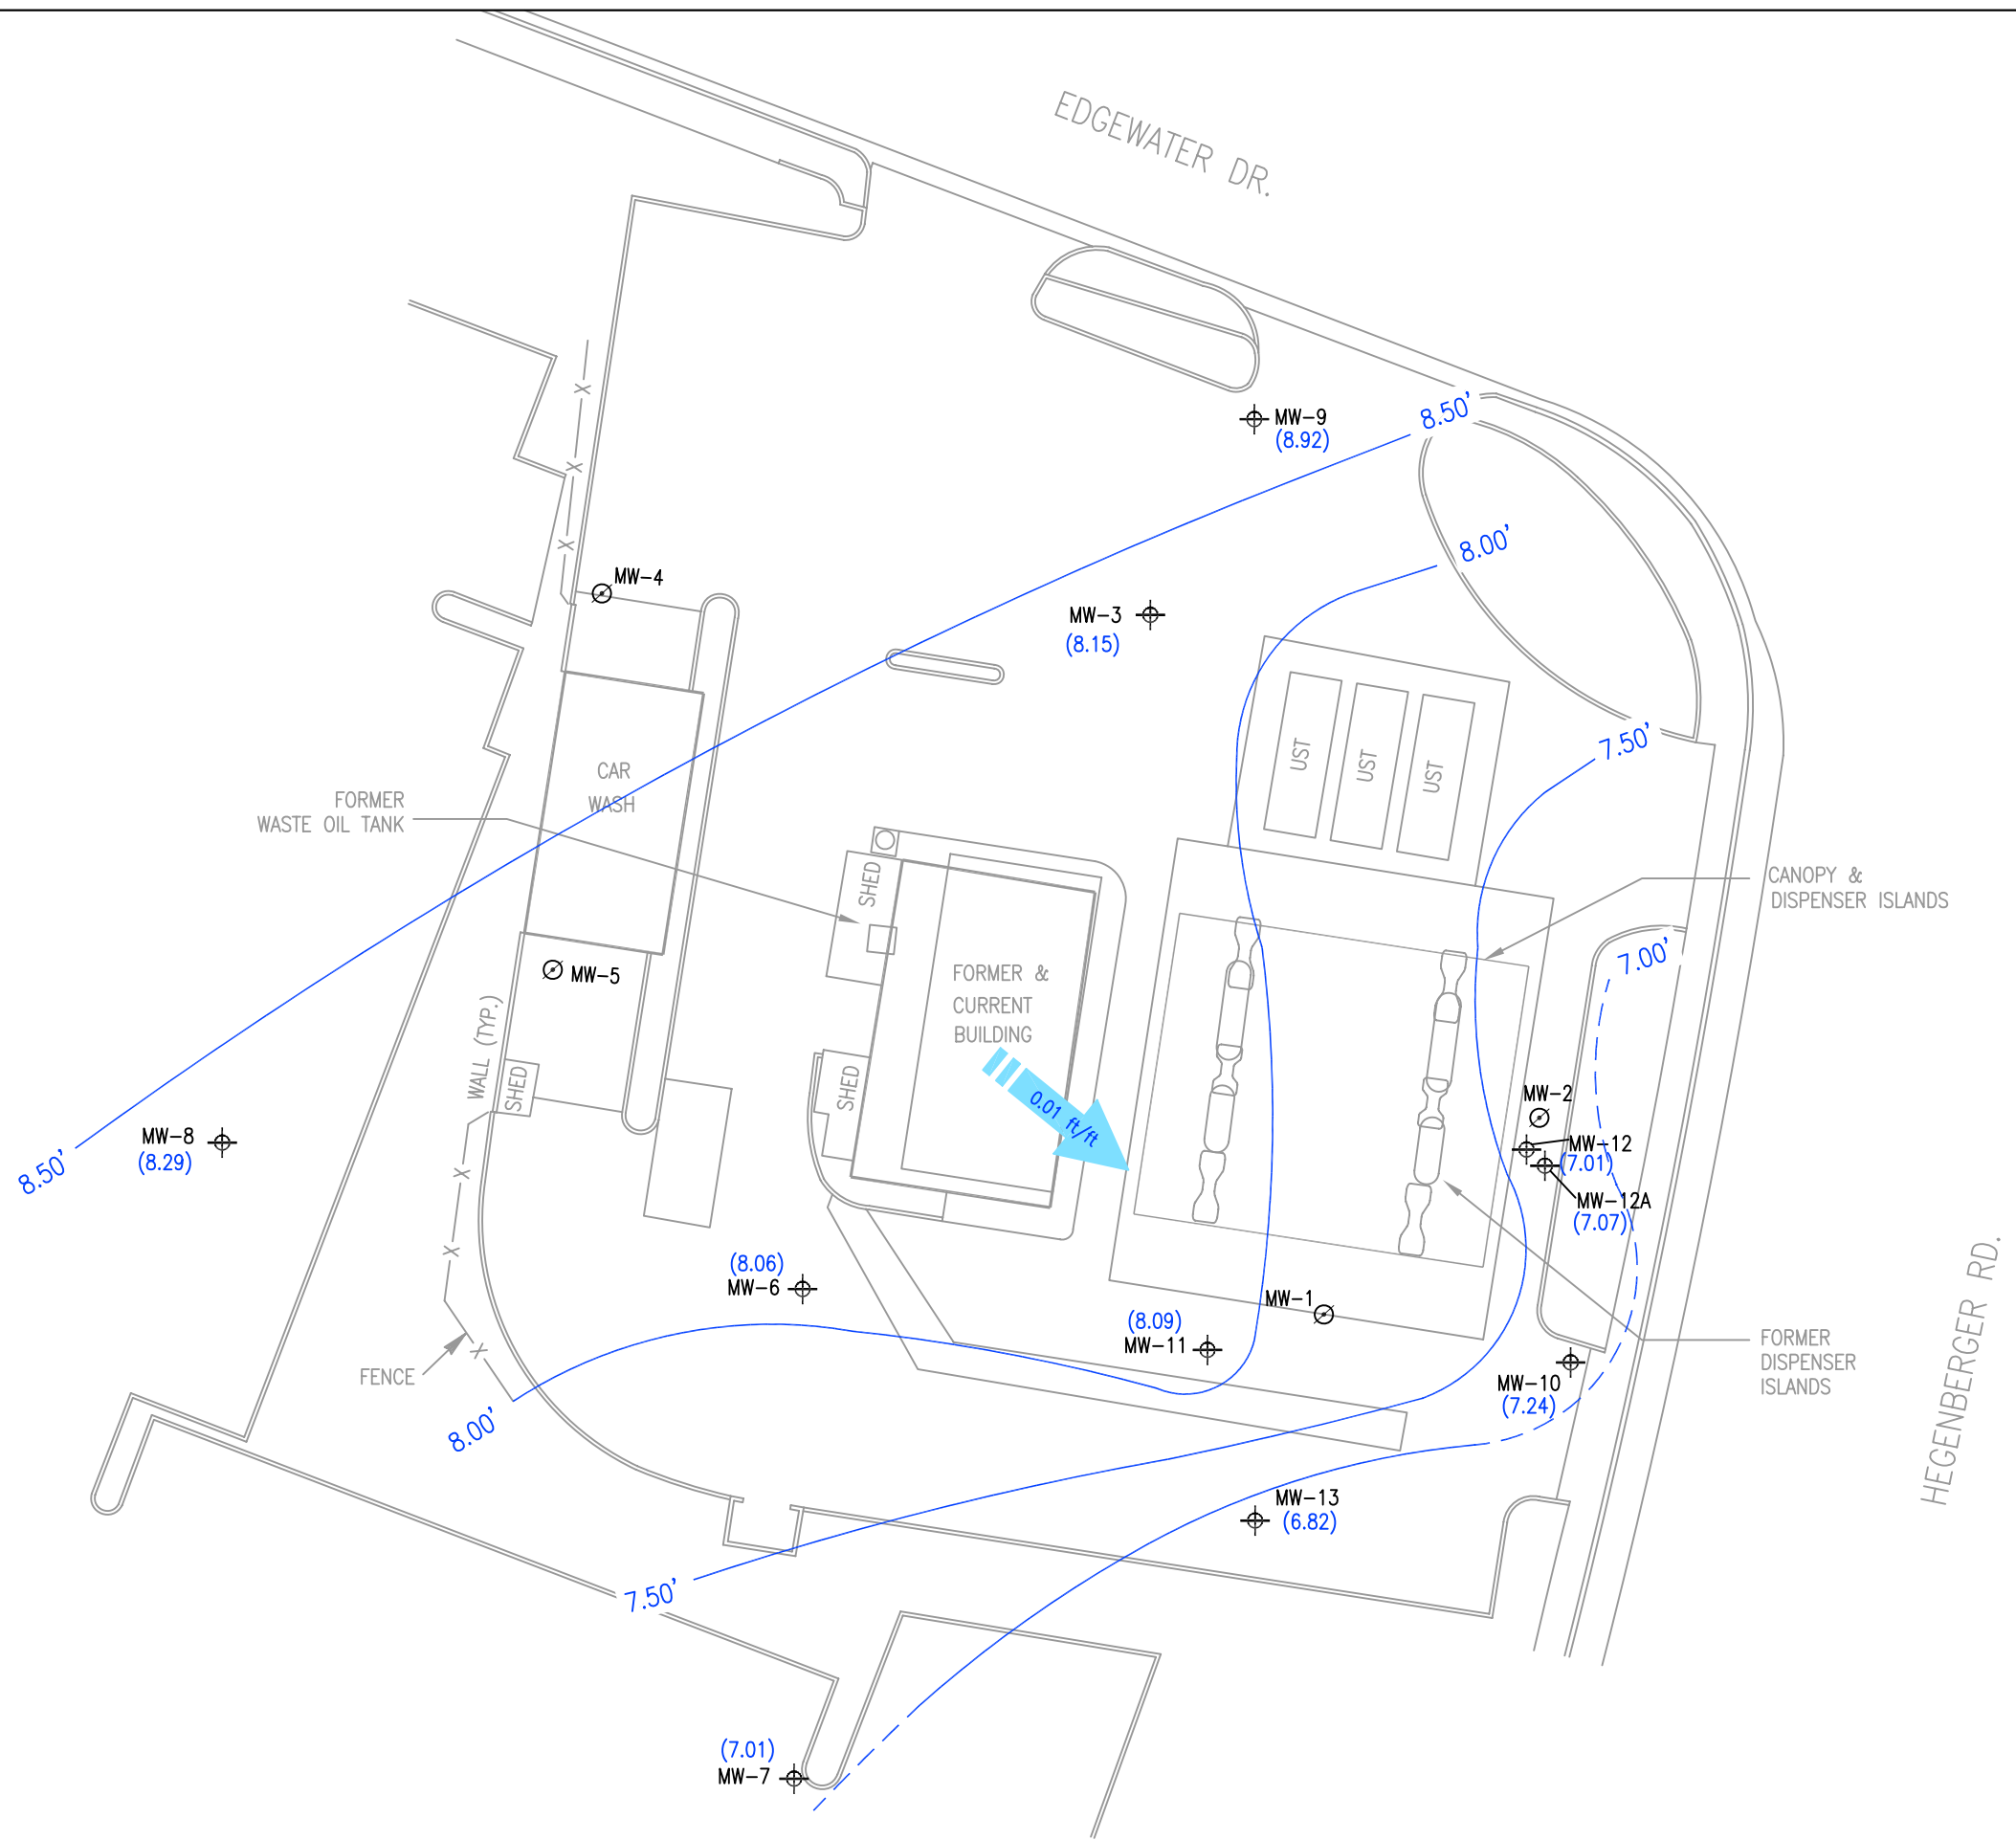 EDGEWATER DR.
MW-9
(8.92)
8.50'
8.00'
MW-4
MW-3
(8.15)
7.50'
UST
UST
UST
CAR
WASH
FORMER
WASTE OIL TANK
SHED
CANOPY &
DISPENSER ISLANDS
7.00'
MW-5
FORMER &
CURRENT
BUILDING
WALL (TYP.)
SHED
SHED
0.01 ft/ft
MW-2
MW-12
(7.01)
MW-12A
(7.07)
MW-8
(8.29)
8.50'
X
X
X
X
X
X
(8.06)
MW-6
MW-1
(8.09)
MW-11
FENCE
MW-10
(7.24)
FORMER
DISPENSER
ISLANDS
HEGENBERGER RD.
8.00'
MW-13
(6.82)
7.50'
(7.01)
MW-7